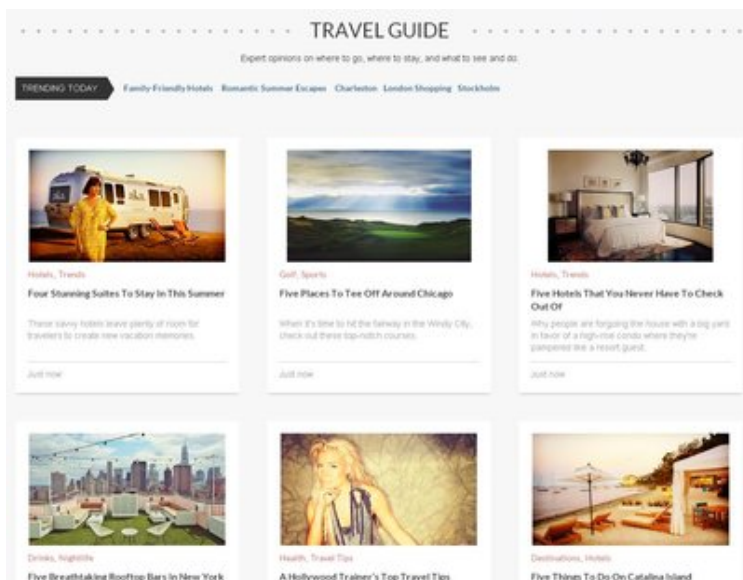 TRAVEL GUIDE
Expert opinions on where to go, where to stay, and what to see and do.
TRENDING TODAY
Family-Friendly Hotels Romantic Summer Escapes Charleston London Shopping Stockholm
Hotels, Trends
Four Stunning Suites To Stay In This Summer
These savvy hotels leave plenty of room for
travelers to create new vacation memories.
Just now
Golf, Sports
Five Places To Tee Off Around Chicago
When it's time to hit the fairway in the Windy City,
check out these top-notch courses.
Just now
Hotels, Trends
Five Hotels That You Never Have To Check
Out Of
Why people are forgoing the house with a big yard
in favor of a high-rise condo where they're
pampered like a resort guest.
Just now
Drinks, Nightlife
Five Breathtaking Rooftop Bars In New York
Health, Travel Tips
A Hollywood Trainer's Top Travel Tips
Destinations, Hotels
Five Things To Do On Catalina Island